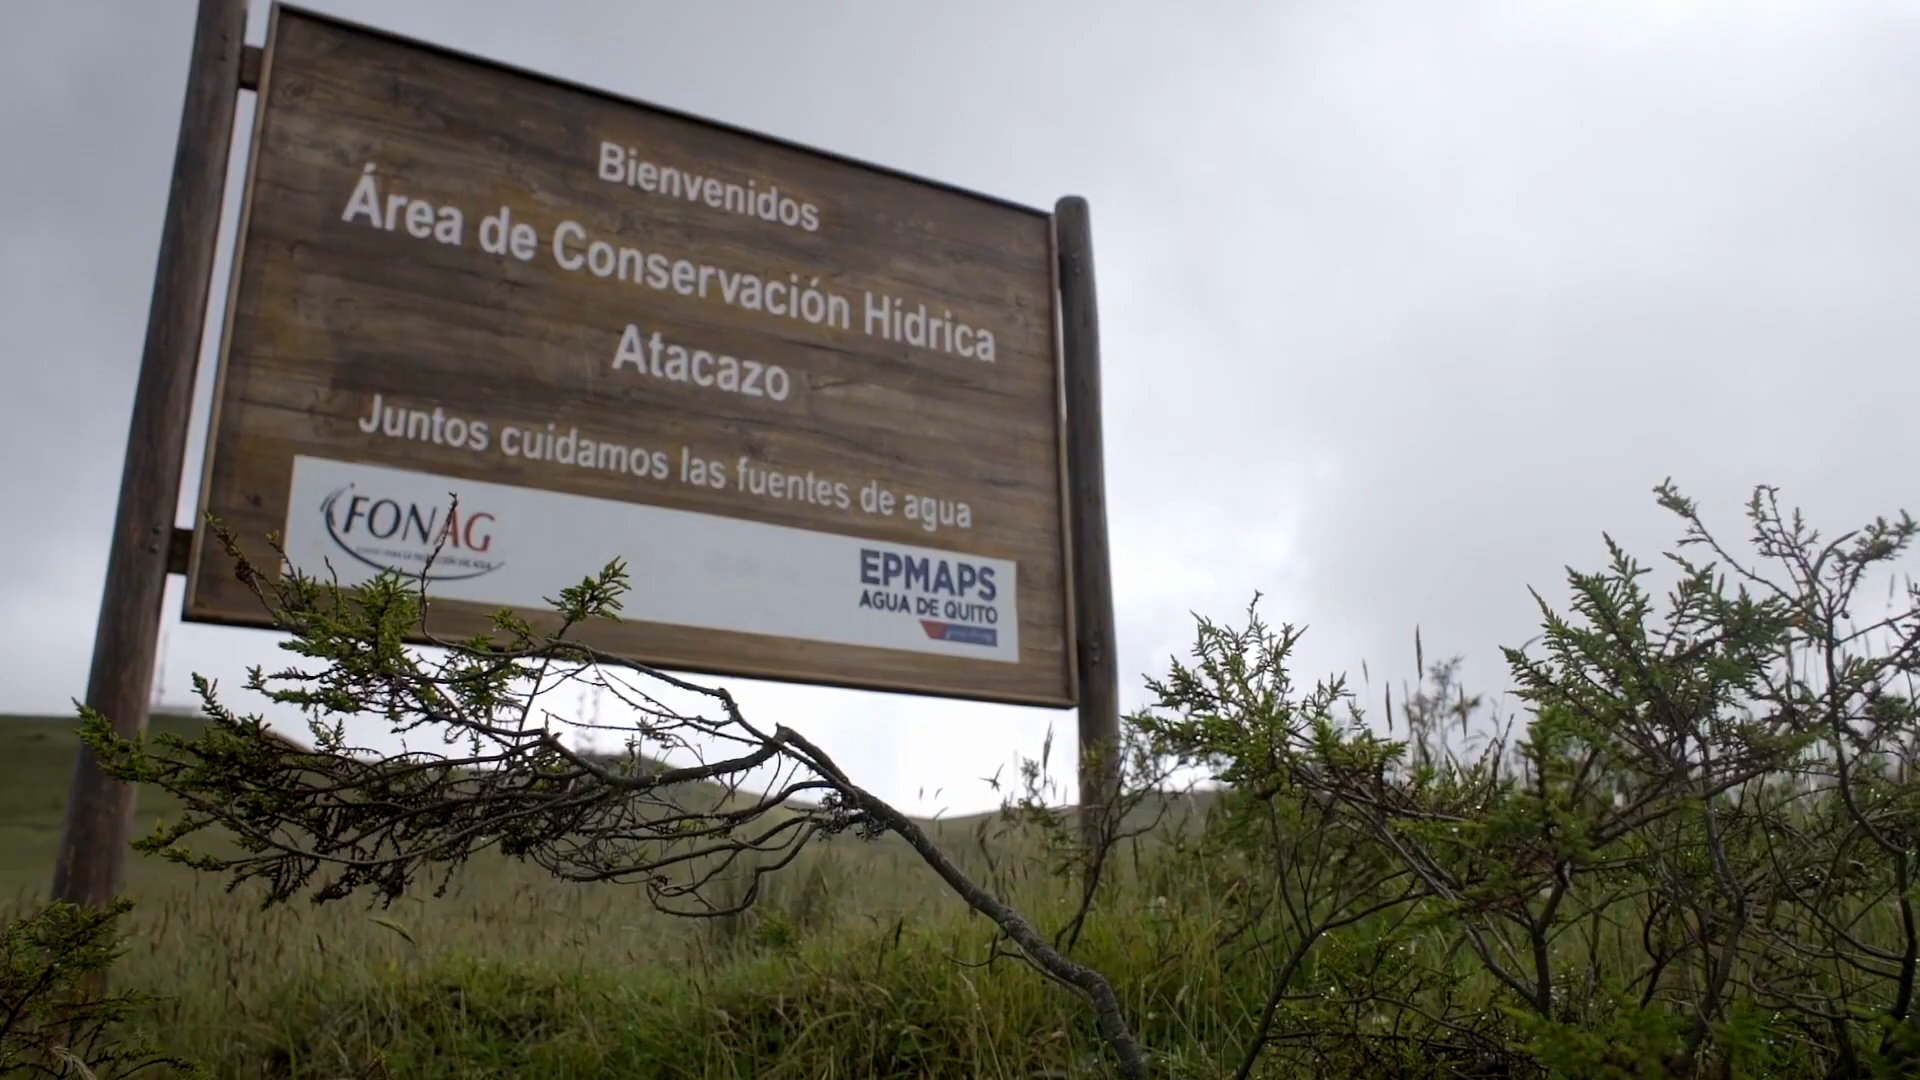 Bienvenidos
Área de Conservación Hídrica
Atacazo
Juntos cuidamos las fuentes de agua
FONAG
EPMAPS
AGUA DE QUITO